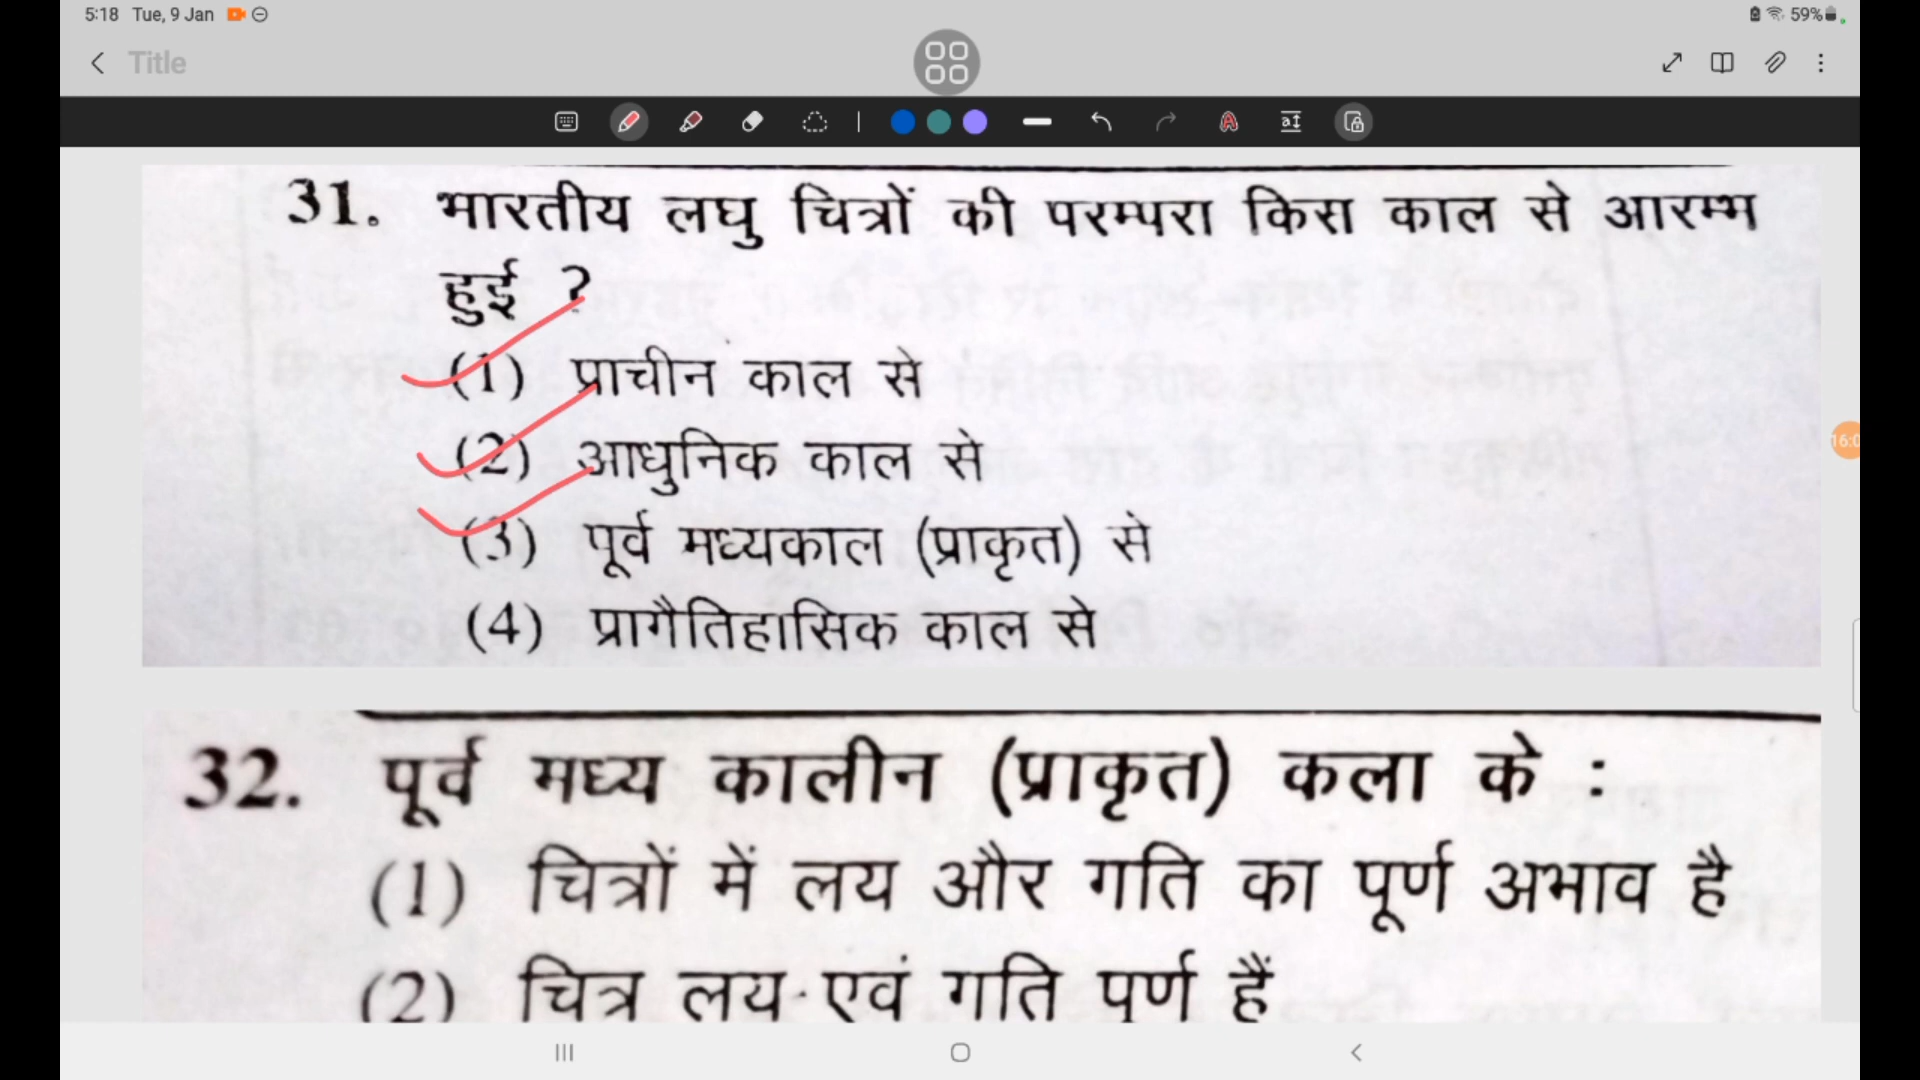 5:18 Tue, 9 Jan
59%
Title
31. भारतीय लघु चित्रों की परम्परा किस काल से आरम्भ
हुई ?
(1) प्राचीन काल से
(2) आधुनिक काल से
(3) पूर्व मध्यकाल (प्राकृत) से
(4) प्रागैतिहासिक काल से
32. पूर्व मध्य कालीन (प्राकृत) कला के :
(1) चित्रों में लय और गति का पूर्ण अभाव है
(2) चित्र लय एवं गति पूर्ण हैं